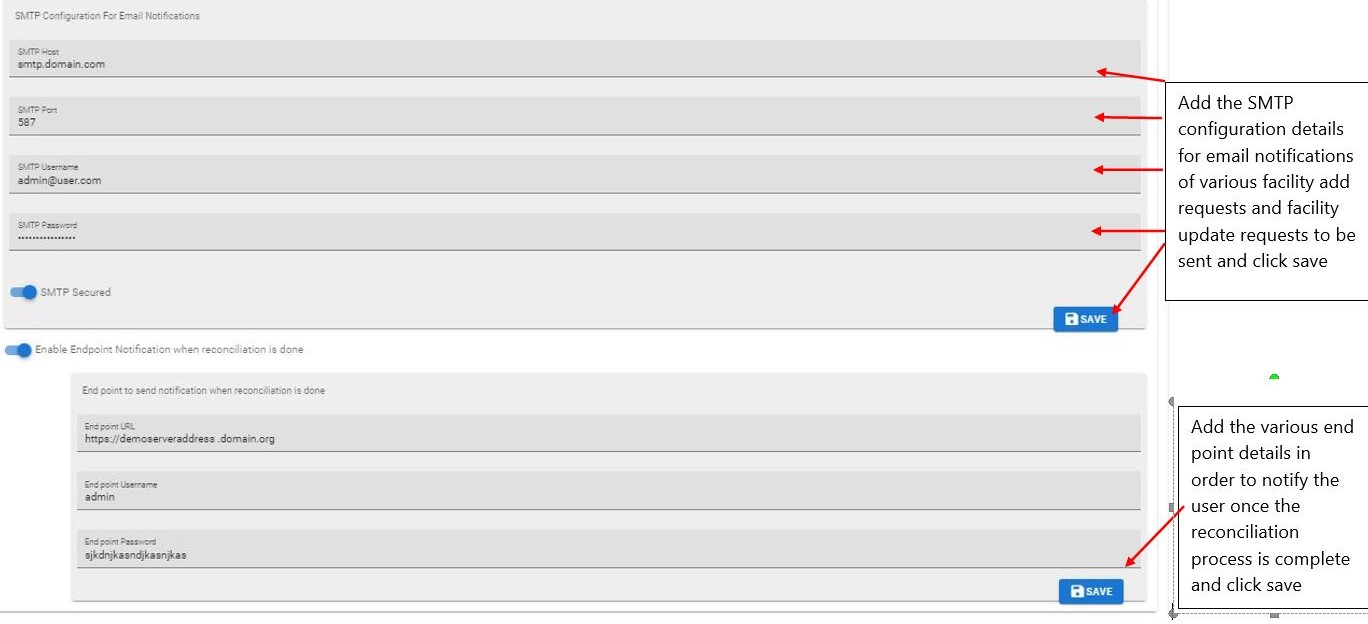 SMTP Configuration For Email Notifications
SMTP Host
smtp.domain.com
SMTP Port
587
SMTP Username
admin@user.com
SMTP Password
••••••••••••••••
SMTP Secured
SAVE
Add the SMTP
configuration details
for email notifications
of various facility add
requests and facility
update requests to be
sent and click save
Enable Endpoint Notification when reconciliation is done
End point to send notification when reconciliation is done
End point URL
https://demoserveraddress .domain.org
End point Username
admin
End point Password
sjkdnjkasndjkasnjkas
SAVE
Add the various end
point details in
order to notify the
user once the
reconciliation
process is complete
and click save